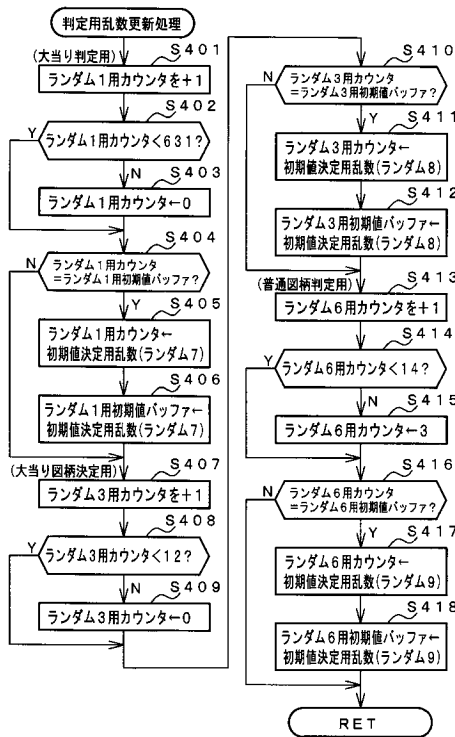 判定用乱数更新処理
(大当り判定用)
S401
ランダム1用カウンタを+1
S402
ランダム1用カウンタ<631?
Y
N
S403
ランダム1用カウンタ←0
S404
N
ランダム1用カウンタ
=ランダム1用初期値バッファ?
Y
S405
ランダム1用カウンタ←
初期値決定用乱数(ランダム7)
S406
ランダム1用初期値バッファ←
初期値決定用乱数(ランダム7)
(大当り図柄決定用)
S407
ランダム3用カウンタを+1
S408
Y
ランダム3用カウンタ<12?
N
S409
ランダム3用カウンタ←0
S410
N
ランダム3用カウンタ
=ランダム3用初期値バッファ?
Y
S411
ランダム3用カウンタ←
初期値決定用乱数(ランダム8)
S412
ランダム3用初期値バッファ←
初期値決定用乱数(ランダム8)
(普通図柄判定用)
S413
ランダム6用カウンタを+1
S414
Y
ランダム6用カウンタ<14?
N
S415
ランダム6用カウンタ←3
S416
N
ランダム6用カウンタ
=ランダム6用初期値バッファ?
Y
S417
ランダム6用カウンタ←
初期値決定用乱数(ランダム9)
S418
ランダム6用初期値バッファ←
初期値決定用乱数(ランダム9)
RET